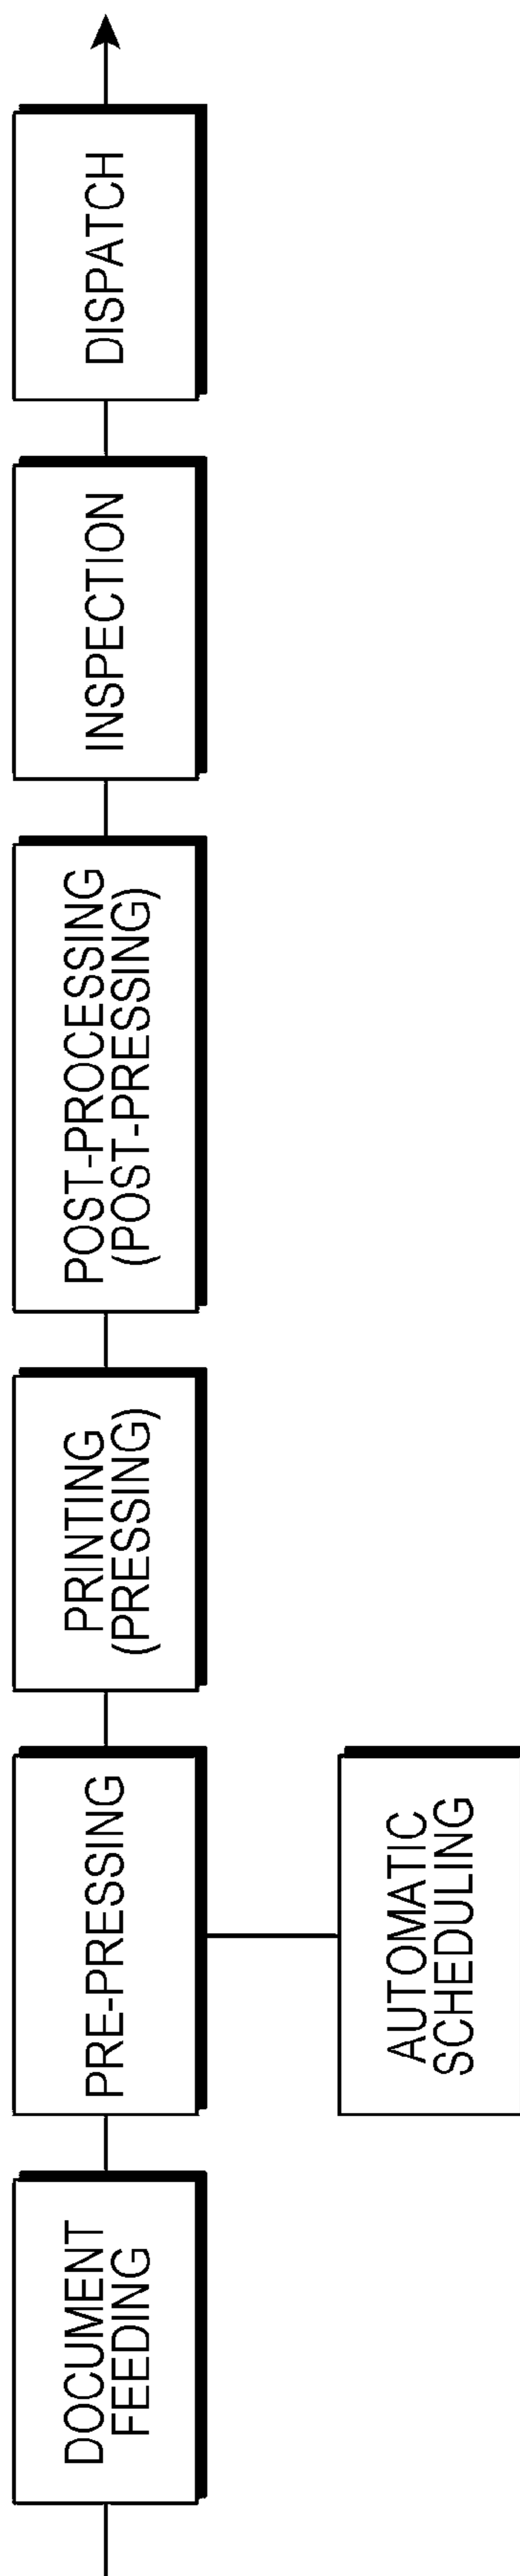 DOCUMENT
FEEDING
PRE-PRESSING
AUTOMATIC
SCHEDULING
PRINTING
(PRESSING)
POST-PROCESSING
(POST-PRESSING)
INSPECTION
DISPATCH